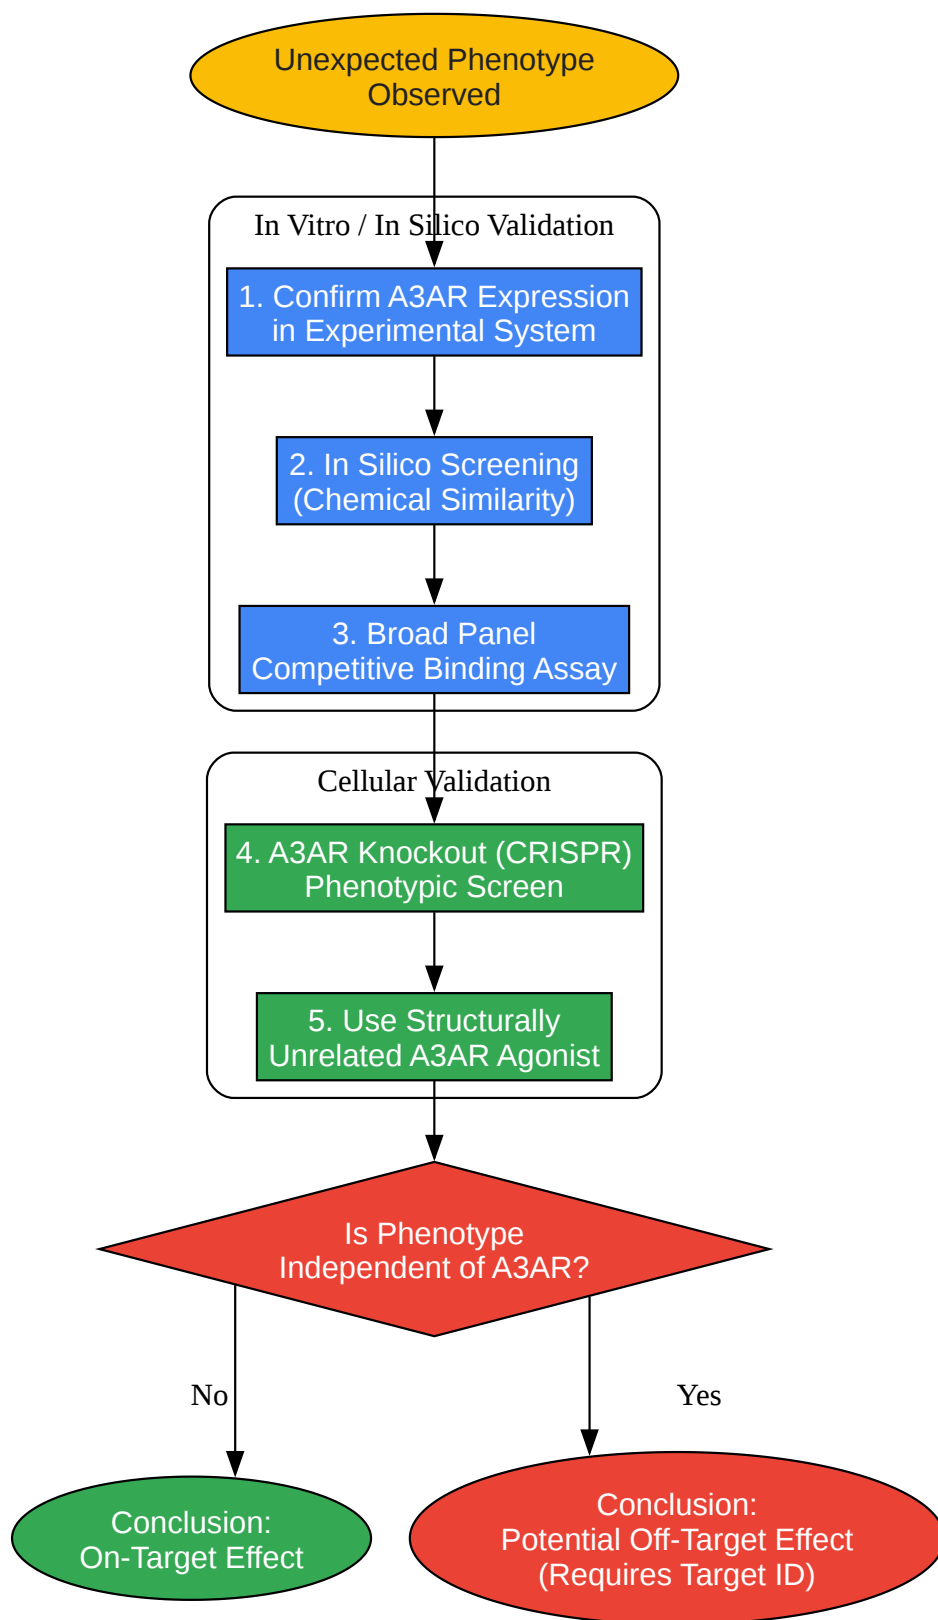 Unexpected Phenotype
Observed
In Vitro / In Silico Validation
1. Confirm A3AR Expression
in Experimental System
2. In Silico Screening
(Chemical Similarity)
3. Broad Panel
Competitive Binding Assay
Cellular Validation
4. A3AR Knockout (CRISPR)
Phenotypic Screen
5. Use Structurally
Unrelated A3AR Agonist
Is Phenotype
Independent of A3AR?
No
Yes
Conclusion:
On-Target Effect
Conclusion:
Potential Off-Target Effect
(Requires Target ID)